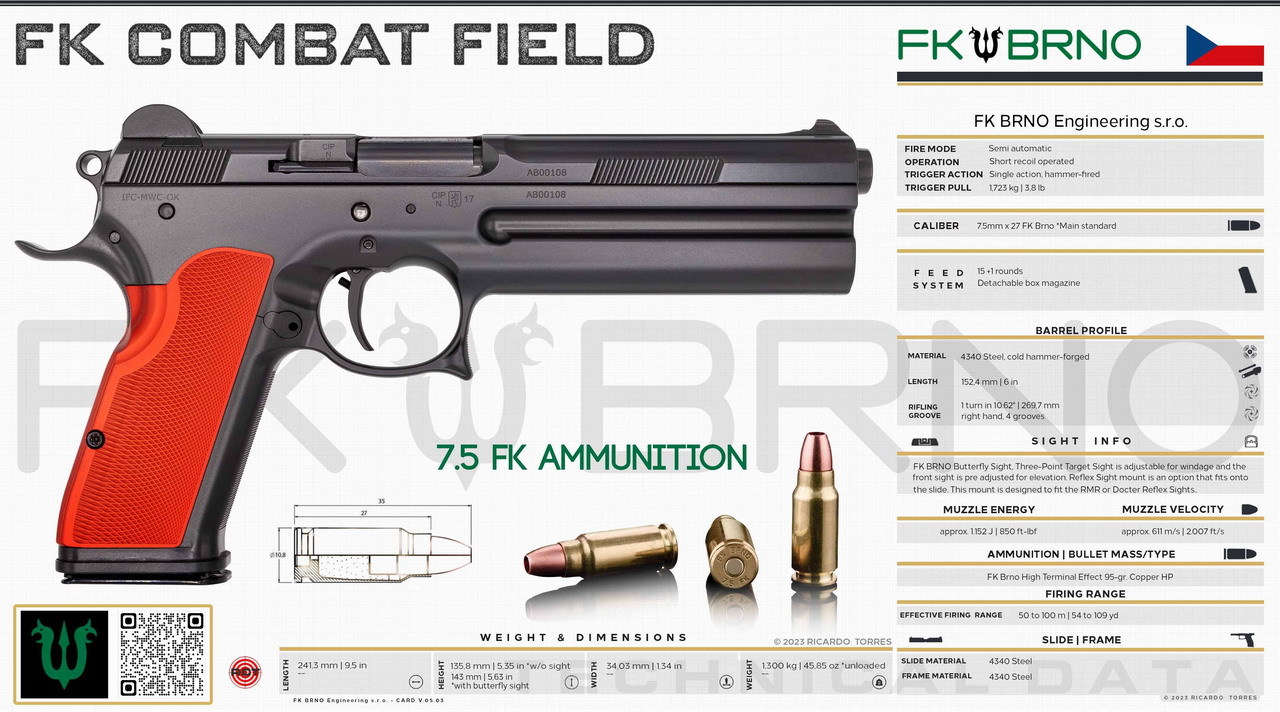 FK COMBAT FIELD
FK BRNO
FK BRNO Engineering s.r.o.
FIRE MODE Semi automatic
OPERATION Short recoil operated
TRIGGER ACTION Single action, hammer-fired
TRIGGER PULL 1,723 kg | 3.8 lb
CALIBER 7.5mm x 27 FK Brno *Main standard
FEED SYSTEM
15 +1 rounds
Detachable box magazine
BARREL PROFILE
MATERIAL 4340 Steel, cold hammer-forged
LENGTH 152.4 mm | 6 in
RIFLING GROOVE
1 turn in 10.62" | 269.7 mm
right hand, 4 grooves
SIGHT INFO
FK BRNO Butterfly Sight, Three-Point Target Sight is adjustable for windage and the
front sight is pre adjusted for elevation. Reflex Sight mount is an option that fits onto
the slide. This mount is designed to fit the RMR or Docter Reflex Sights.
MUZZLE ENERGY MUZZLE VELOCITY
approx. 1.152 J | 850 ft-lbf approx. 611 m/s | 2.007 ft/s
AMMUNITION | BULLET MASS/TYPE
FK Brno High Terminal Effect 95-gr. Copper HP
FIRING RANGE
EFFECTIVE FIRING RANGE 50 to 100 m | 54 to 109 yd
SLIDE | FRAME
SLIDE MATERIAL 4340 Steel
FRAME MATERIAL 4340 Steel
© 2023 RICARDO TORRES
CIP
N
AB00108
AB00108
IFC-MWC-OK
CIP
N
17
FK BRNO
7.5 FK AMMUNITION
35
27
Ø10,8
WEIGHT & DIMENSIONS
© 2023 RICARDO TORRES
LENGTH 241.3 mm | 9,5 in
--
HEIGHT 135.8 mm | 5.35 in *w/o sight
143 mm | 5,63 in
*with butterfly sight
WIDTH 34.03 mm | 1.34 in
--
WEIGHT 1.300 kg | 45.85 oz *unloaded
--
TECHNICAL DATA
FK BRNO Engineering s.r.o. - CARD V.05.03